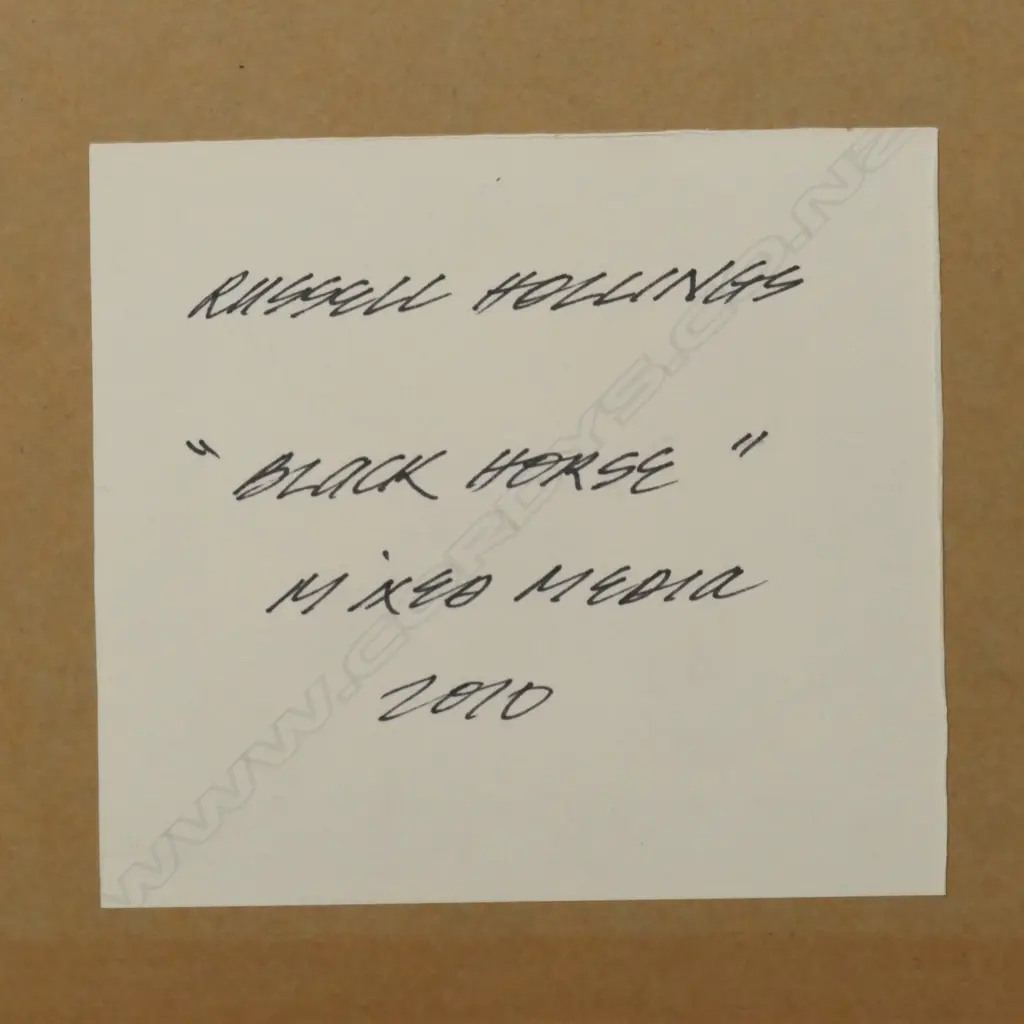 RUSSELL HOLLINGS
"BLACK HORSE"
MIXED MEDIA
2010
WWW.CORDYS.CO.NZ